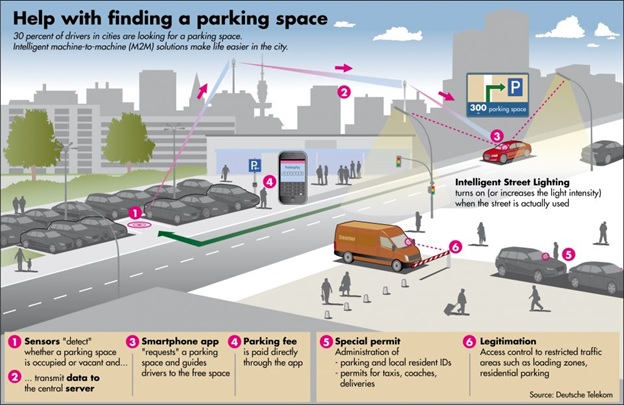 Help with finding a parking space
30 percent of drivers in cities are looking for a parking space.
Intelligent machine-to-machine (M2M) solutions make life easier in the city.
P
300 parking space
2
3
P
4
Intelligent Street Lighting
turns on (or increases the light intensity)
when the street is actually used
1
6
5
1 Sensors "detect"
whether a parking space
is occupied or vacant and...
2 ... transmit data to
the central server
3 Smartphone app
"requests" a parking
space and guides
drivers to the free space
4 Parking fee
is paid directly
through the app
5 Special permit
Administration of
- parking and local resident IDs
- permits for taxis, coaches,
deliveries
6 Legitimation
Access control to restricted traffic
areas such as loading zones,
residential parking
Source: Deutsche Telekom